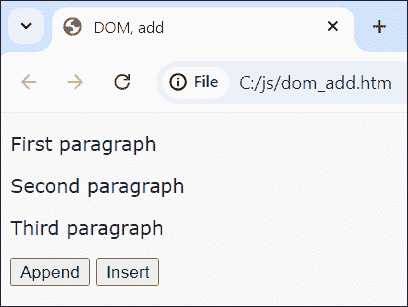 DOM, add
File C:/js/dom_add.htm
First paragraph
Second paragraph
Third paragraph
Append Insert